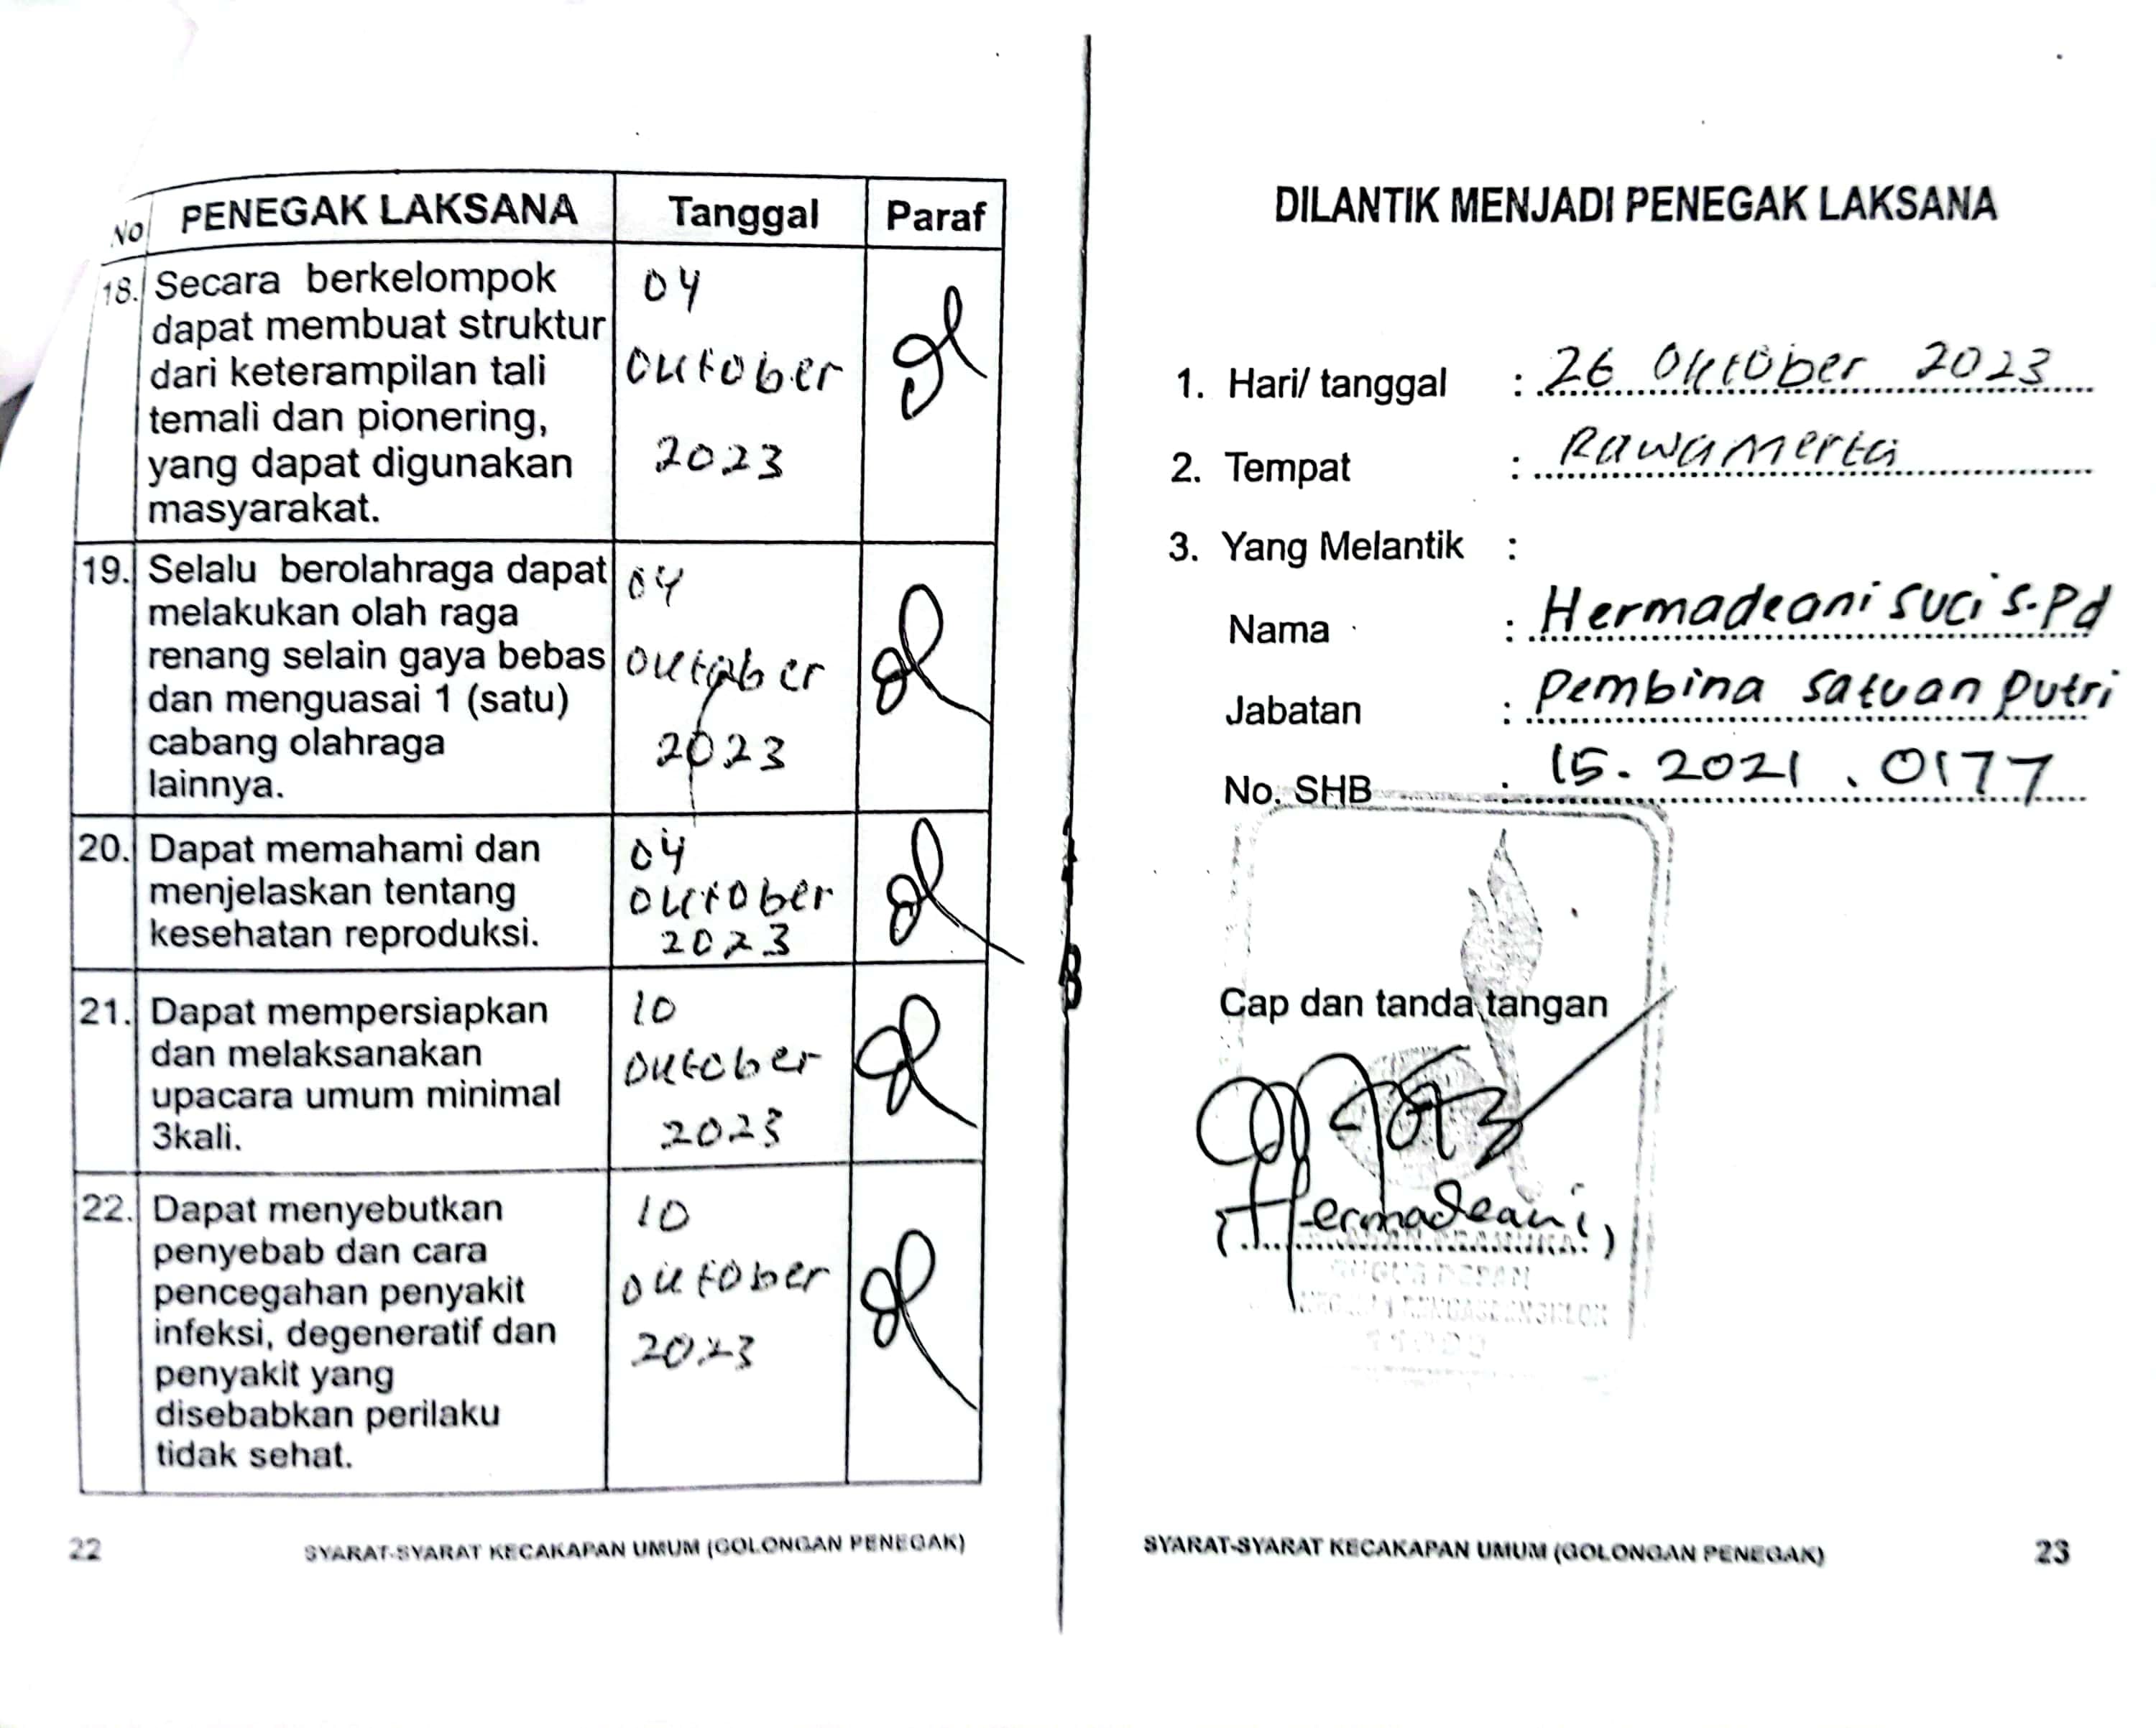 No PENEGAK LAKSANA Tanggal Paraf
18. Secara berkelompok
dapat membuat struktur
dari keterampilan tali
temali dan pionering,
yang dapat digunakan
masyarakat.
04
Oktober
2023
19. Selalu berolahraga dapat
melakukan olah raga
renang selain gaya bebas
dan menguasai 1 (satu)
cabang olahraga
lainnya.
04
Oktober
2023
20. Dapat memahami dan
menjelaskan tentang
kesehatan reproduksi.
04
Oktober
2023
21. Dapat mempersiapkan
dan melaksanakan
upacara umum minimal
3kali.
10
Oktober
2023
22. Dapat menyebutkan
penyebab dan cara
pencegahan penyakit
infeksi, degeneratif dan
penyakit yang
disebabkan perilaku
tidak sehat.
10
Oktober
2023
22 SYARAT-SYARAT KECAKAPAN UMUM (GOLONGAN PENEGAK)
DILANTIK MENJADI PENEGAK LAKSANA
1. Hari/ tanggal : 26 Oktober 2023
2. Tempat : Rawamerta
3. Yang Melantik :
Nama : Hermadeani Suci S.Pd
Jabatan : Pembina Satuan Putri
No. SHB : 15.2021.0177
Cap dan tanda tangan
(Hermadeani)
GUGUS DEPAN
SYARAT-SYARAT KECAKAPAN UMUM (GOLONGAN PENEGAK) 23